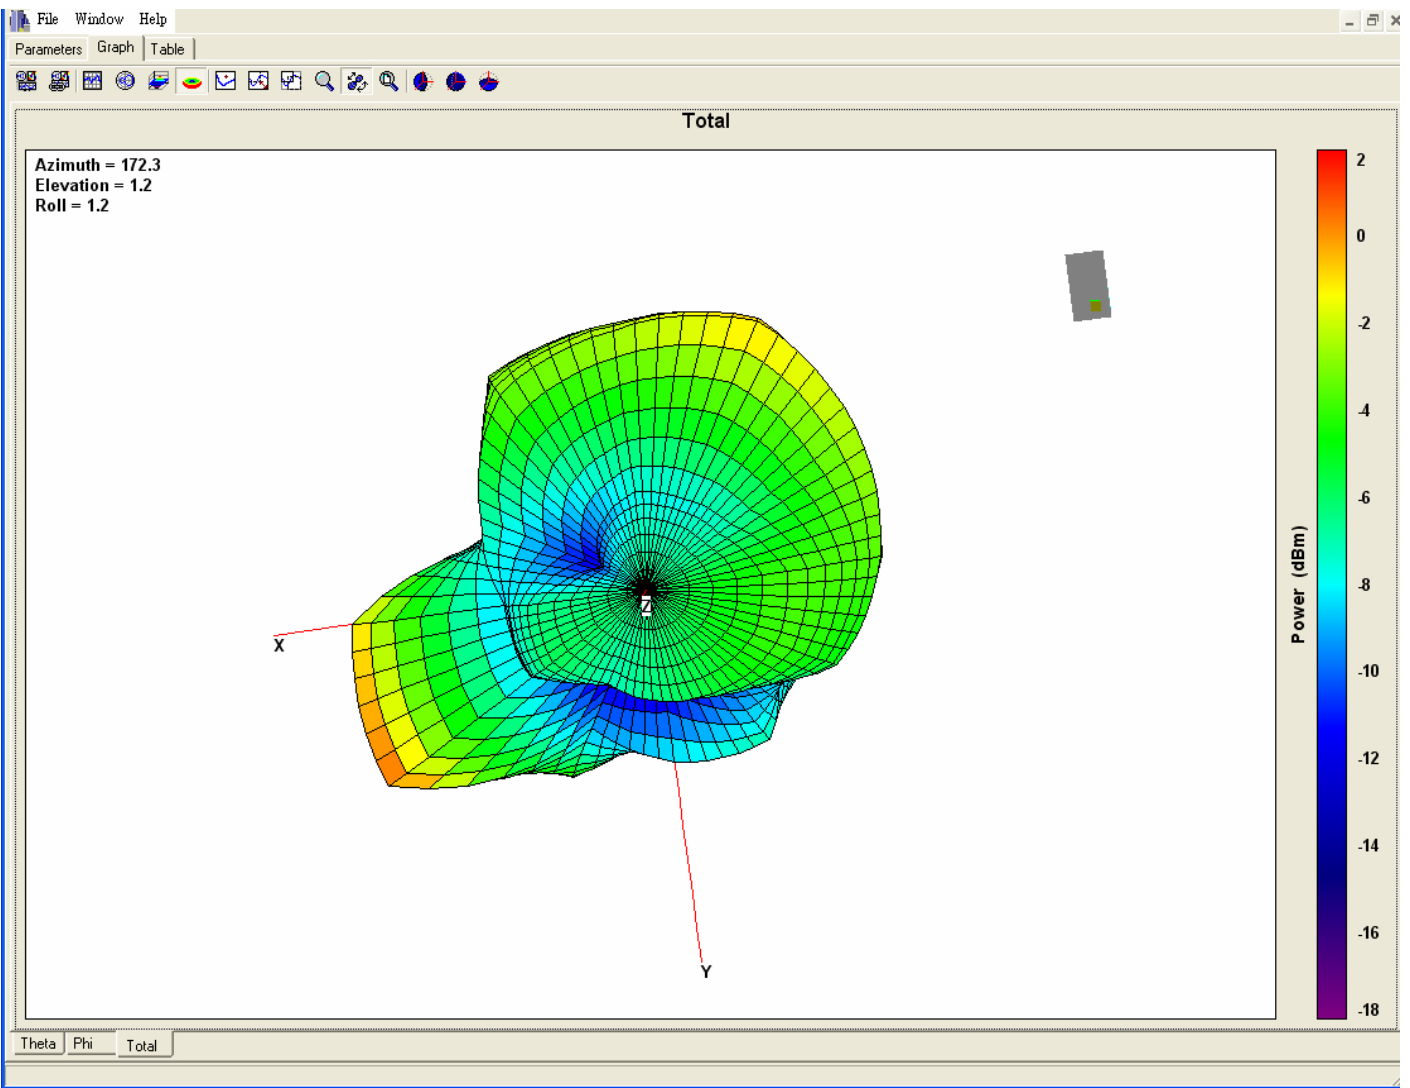 File Window Help
Parameters Graph Table
Total
Azimuth = 172.3
Elevation = 1.2
Roll = 1.2
2
0
-2
-4
-6
-8
-10
-12
-14
-16
-18
Power (dBm)
Z
X
Y
Theta Phi Total